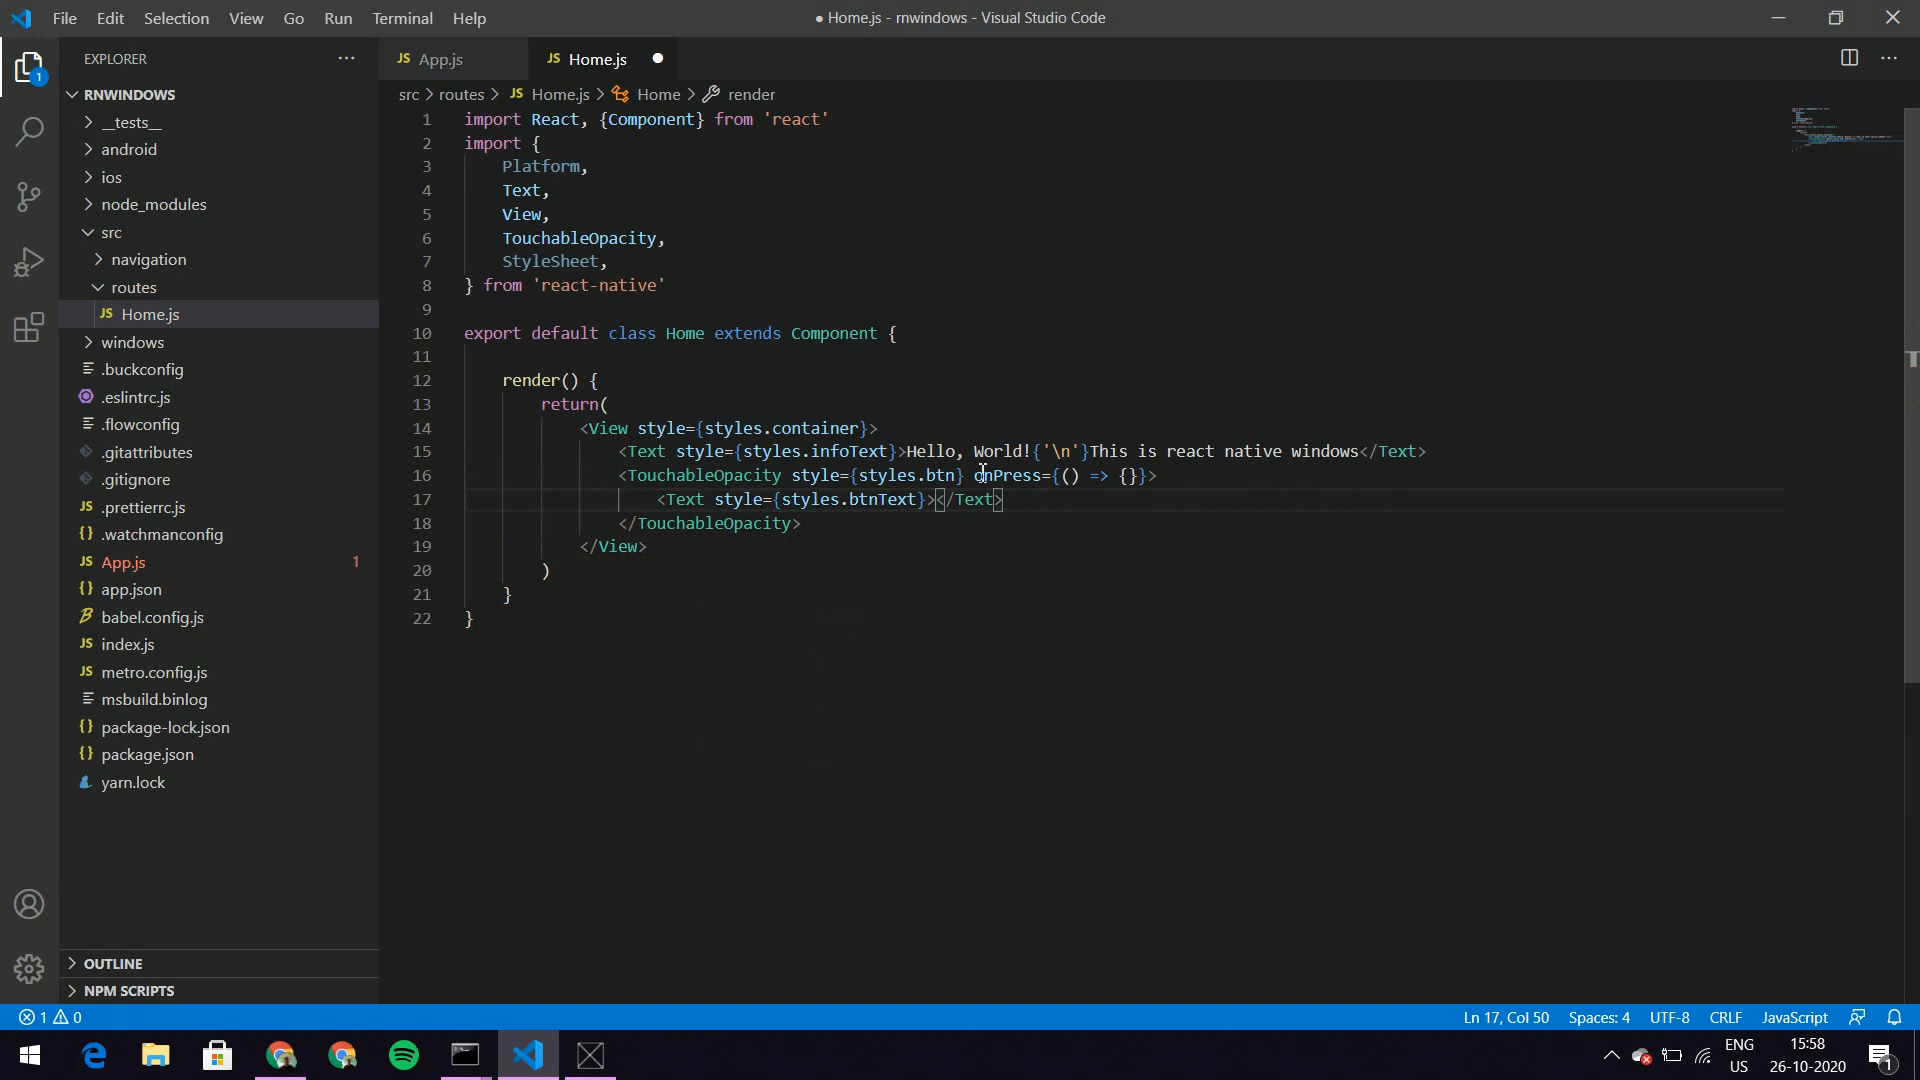 File Edit Selection View Go Run Terminal Help
● Home.js - rnwindows - Visual Studio Code
EXPLORER
1
RNWINDOWS
__tests__
android
ios
node_modules
src
navigation
routes
JS Home.js
windows
.buckconfig
.eslintrc.js
.flowconfig
.gitattributes
.gitignore
.prettierrc.js
{} .watchmanconfig
JS App.js 1
{} app.json
babel.config.js
JS index.js
JS metro.config.js
msbuild.binlog
{} package-lock.json
{} package.json
yarn.lock
OUTLINE
NPM SCRIPTS
JS App.js JS Home.js
src > routes > JS Home.js > Home > render
1 import React, {Component} from 'react'
2 import {
3 Platform,
4 Text,
5 View,
6 TouchableOpacity,
7 StyleSheet,
8 } from 'react-native'
9
10 export default class Home extends Component {
11
12 render() {
13 return(
14 <View style={styles.container}>
15 <Text style={styles.infoText}>Hello, World!{'\n'}This is react native windows</Text>
16 <TouchableOpacity style={styles.btn} onPress={() => {}}>
17 <Text style={styles.btnText}></Text>
18 </TouchableOpacity>
19 </View>
20 )
21 }
22 }
1 0
Ln 17, Col 50 Spaces: 4 UTF-8 CRLF JavaScript
ENG
US
15:58
26-10-2020
1